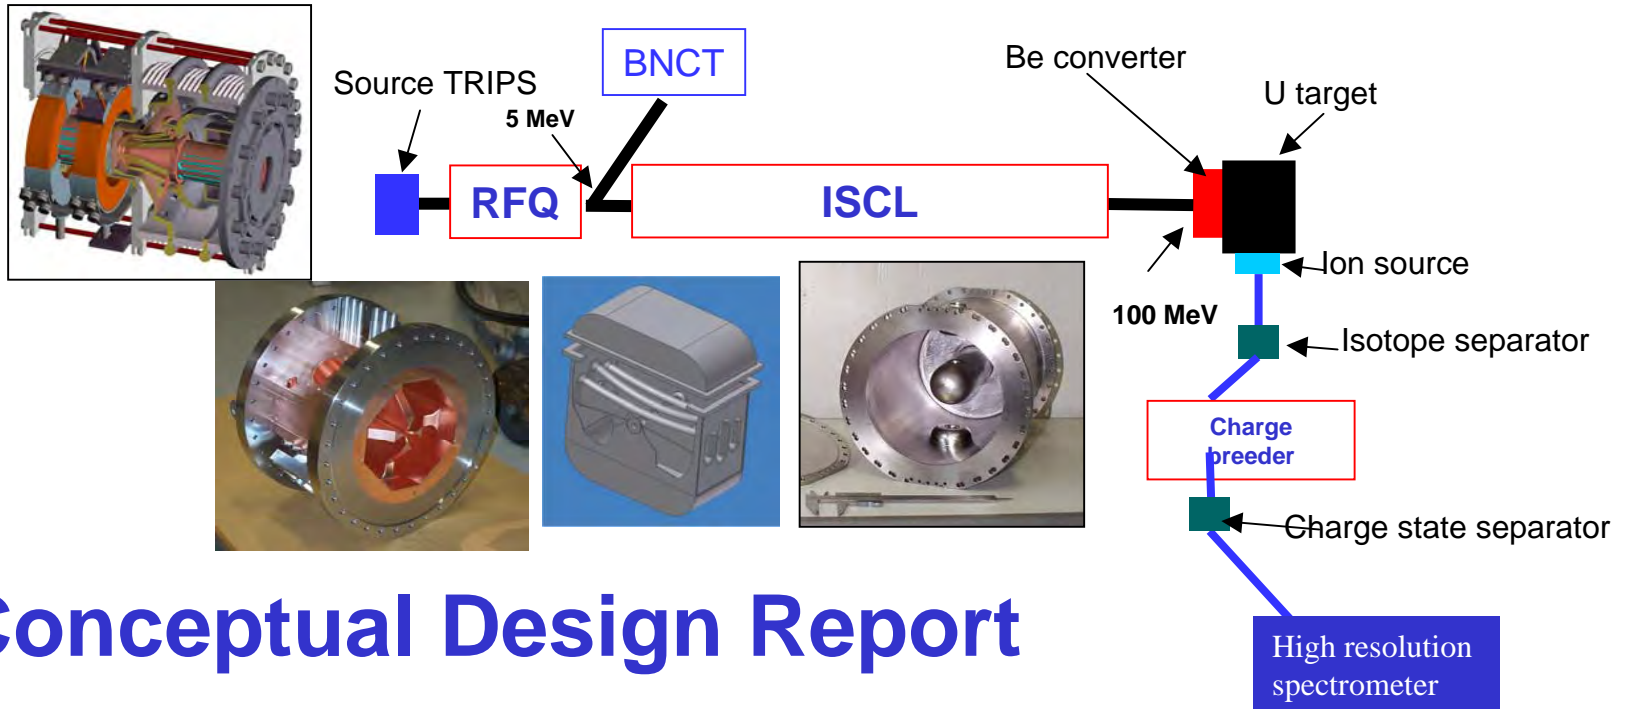 BNCT
Be converter
Source TRIPS
U target
5 MeV
RFQ
ISCL
Ion source
100 MeV
Isotope separator
Charge
breeder
Charge state separator
Conceptual Design Report
High resolution
spectrometer